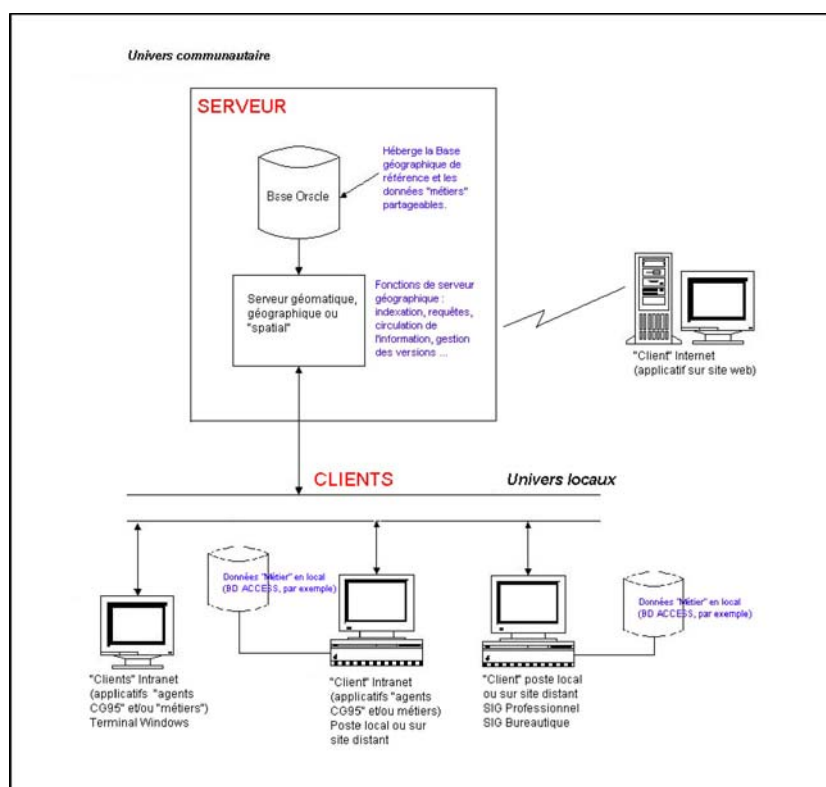 Univers communautaire
SERVEUR
Base Oracle
Héberge la Base
géographique de
référence et les
données "métiers"
partageables.
Serveur géomatique,
géographique ou
"spatial"
Fonctions de serveur
géographique :
indexation, requêtes,
circulation de
l'information, gestion
des versions ...
"Client" Internet
(applicatif sur site web)
CLIENTS
Univers locaux
Données "Métier" en local
(BD ACCESS, par exemple)
Données "Métier" en local
(BD ACCESS, par exemple)
"Clients" Intranet
(applicatifs "agents
CG95" et/ou "métiers")
Terminal Windows
"Client" Intranet
(applicatifs "agents
CG95" et/ou métiers)
Poste local ou sur
site distant
"Client" poste local
ou sur site distant
SIG Professionnel
SIG Bureautique